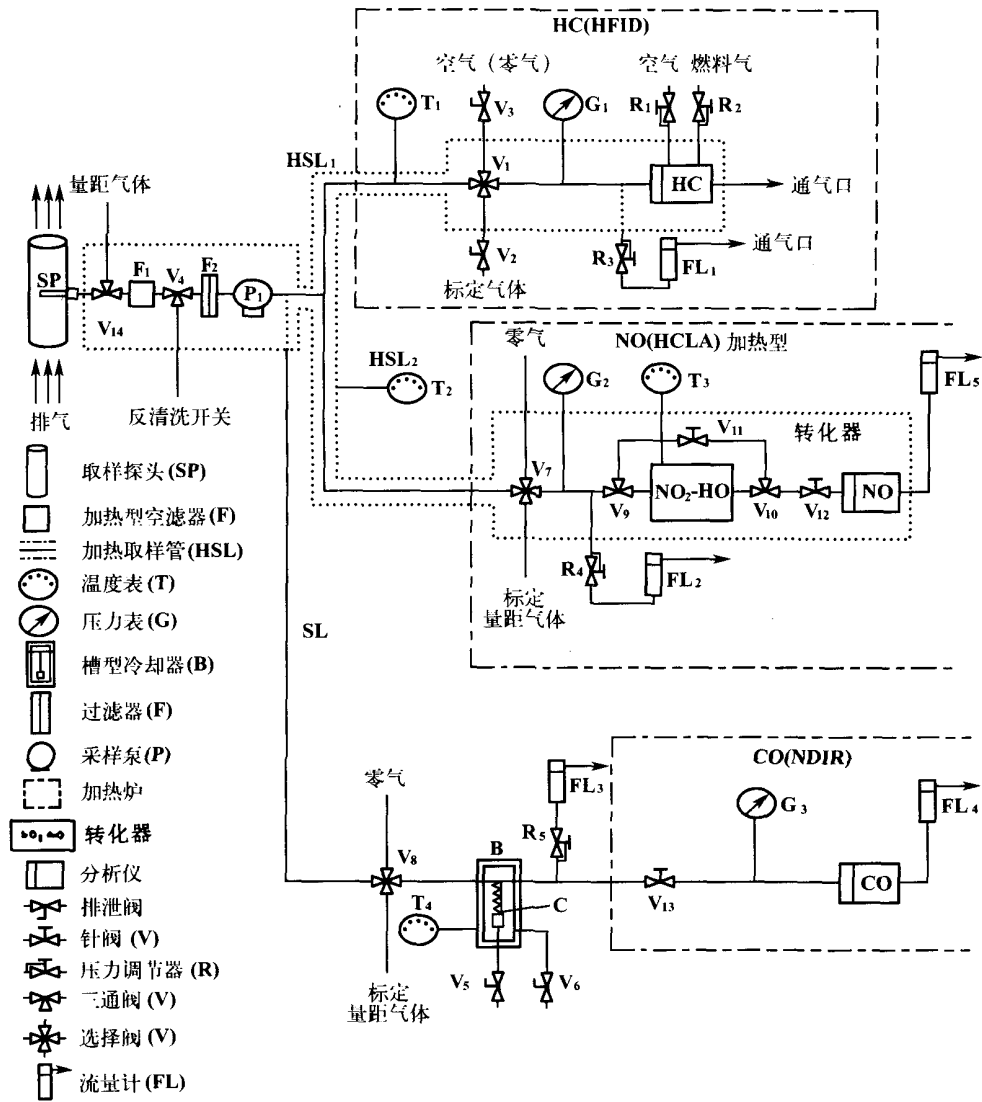 HC(HFID)
空气（零气）
空气 燃料气
T1
V3
G1
R1
R2
HSL1
V1
HC
通气口
量距气体
V2
R3
FL1
通气口
标定气体
SP
F1
V4
F2
P1
V14
零气
NO(HCLA) 加热型
HSL2
T2
G2
T3
FL5
排气
反清洗开关
V11
转化器
V7
NO2-HO
NO
V9
V10
V12
R4
FL2
标定
量距气体
取样探头(SP)
加热型空滤器(F)
加热取样管(HSL)
温度表(T)
压力表(G)
槽型冷却器(B)
过滤器(F)
采样泵(P)
加热炉
转化器
分析仪
排泄阀
针阀 (V)
压力调节器 (R)
三通阀 (V)
选择阀 (V)
流量计(FL)
SL
零气
FL3
CO(NDIR)
G3
FL4
R5
V8
B
T4
C
V13
CO
V5
V6
标定
量距气体